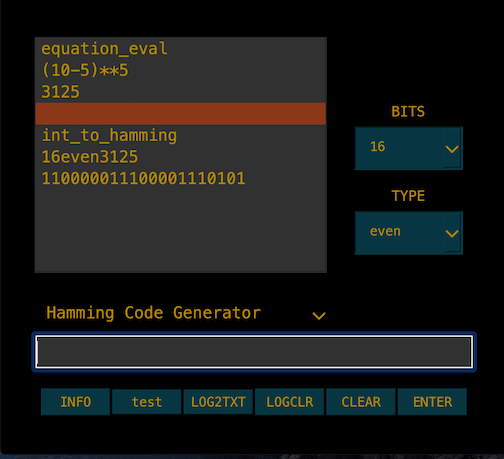 equation_eval
(10-5)**5
3125
int_to_hamming
16even3125
110000011100001110101
BITS
16
TYPE
even
Hamming Code Generator
INFO
test
LOG2TXT
LOGCLR
CLEAR
ENTER